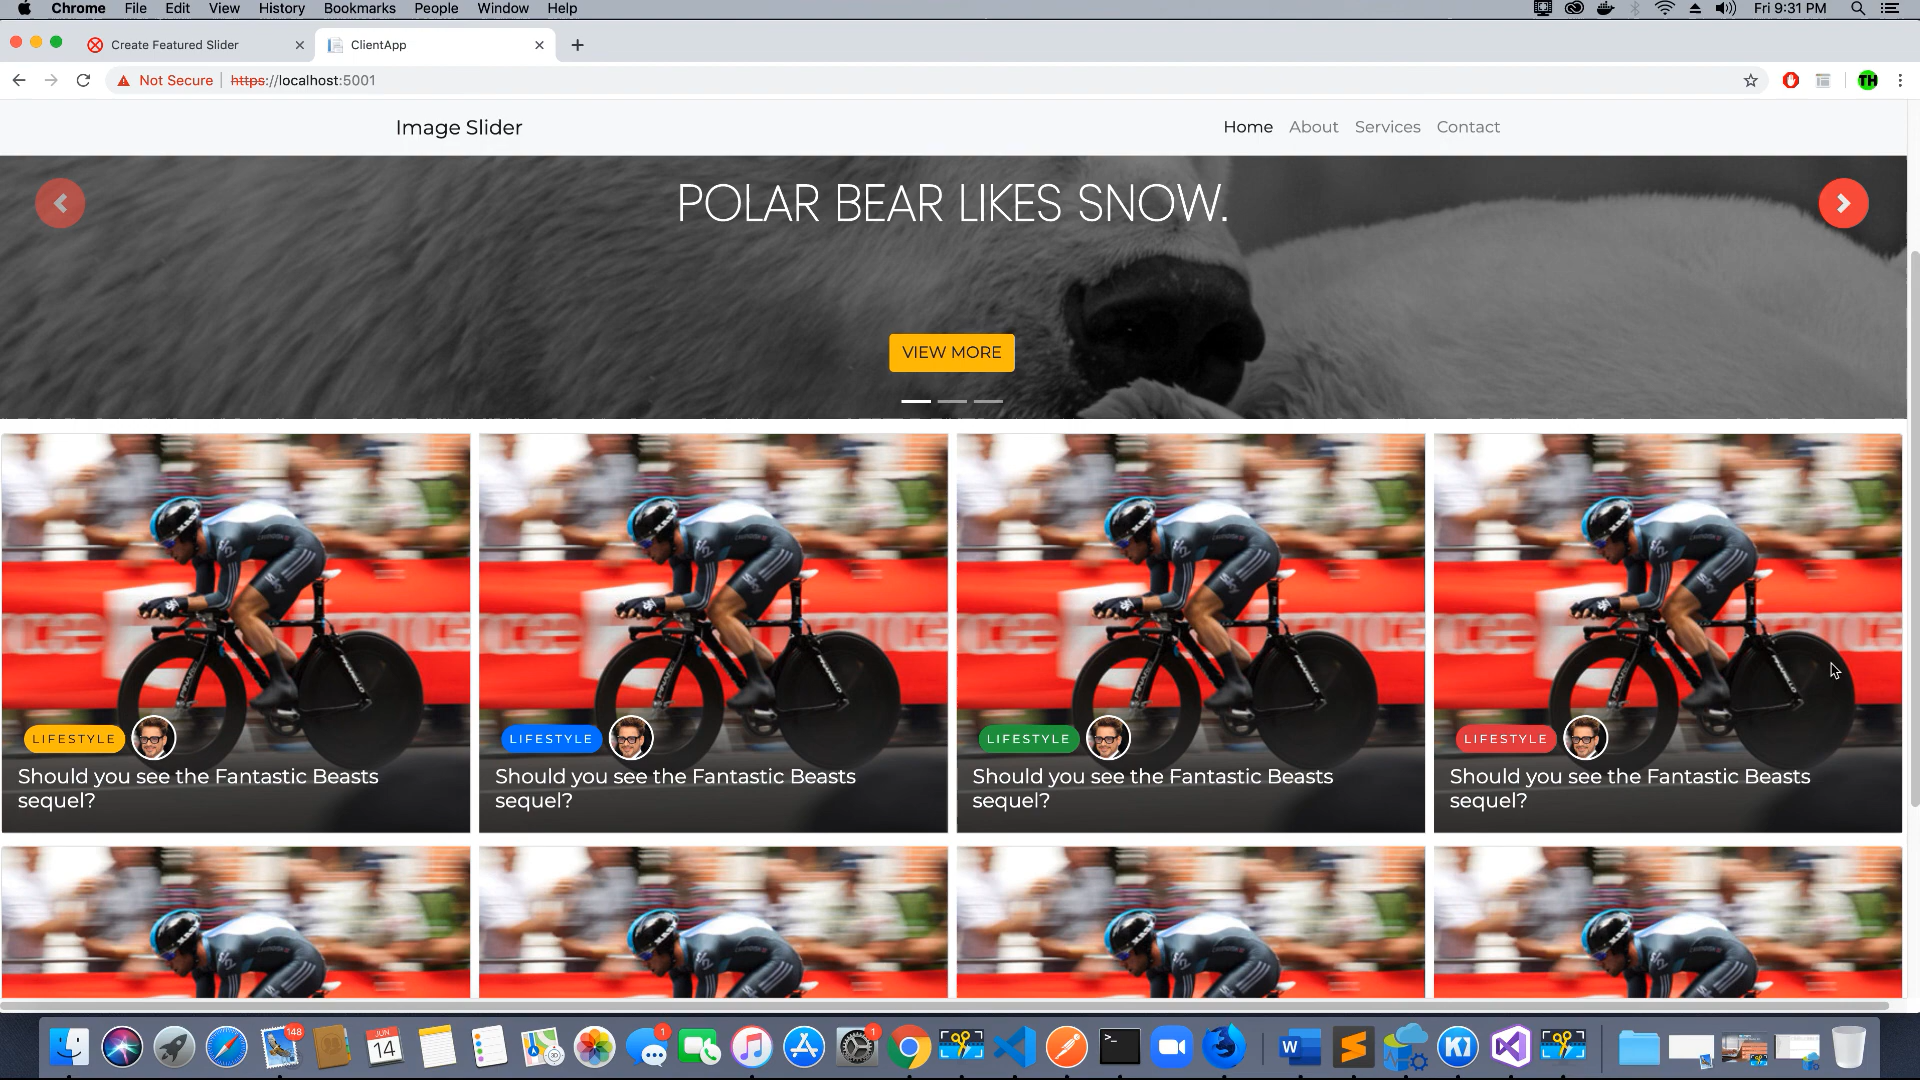 Chrome File Edit View History Bookmarks People Window Help Fri 9:31 PM
Create Featured Slider ClientApp
Not Secure https://localhost:5001 TH
Image Slider Home About Services Contact
POLAR BEAR LIKES SNOW.
VIEW MORE
LIFESTYLE LIFESTYLE LIFESTYLE LIFESTYLE
Should you see the Fantastic Beasts
sequel?
Should you see the Fantastic Beasts
sequel?
Should you see the Fantastic Beasts
sequel?
Should you see the Fantastic Beasts
sequel?
148 JUN 14 1 1 W